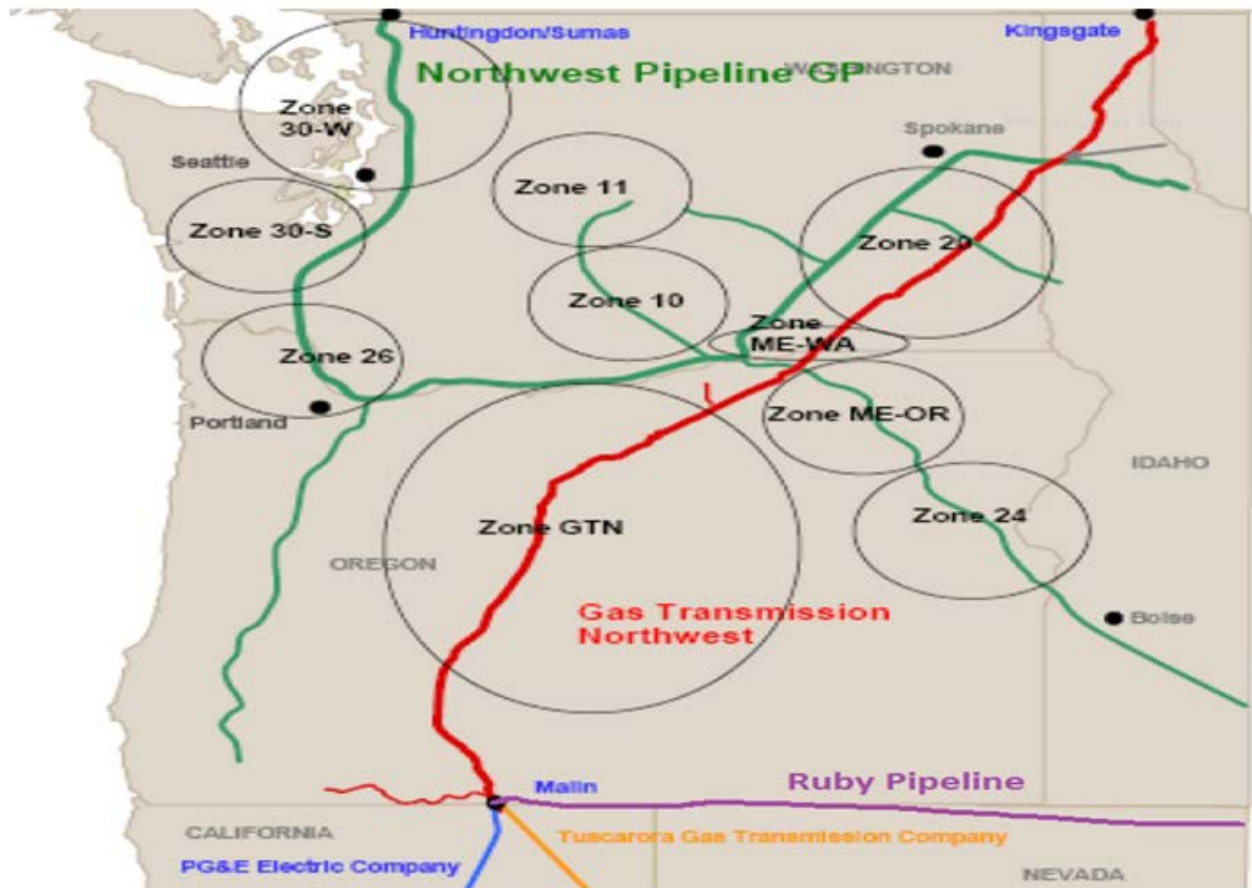 Huntingdon/Sumas
Kingsgate
Northwest Pipeline GP
WASHINGTON
Zone
30-W
Spokane
Seattle
Zone 11
Zone 30-S
Zone 20
Zone 10
Zone
ME-WA
Zone 26
Portland
Zone ME-OR
IDAHO
Zone 24
Zone GTN
OREGON
Gas Transmission
Northwest
Boise
Malin
Ruby Pipeline
CALIFORNIA
Tuscarora Gas Transmission Company
PG&E Electric Company
NEVADA